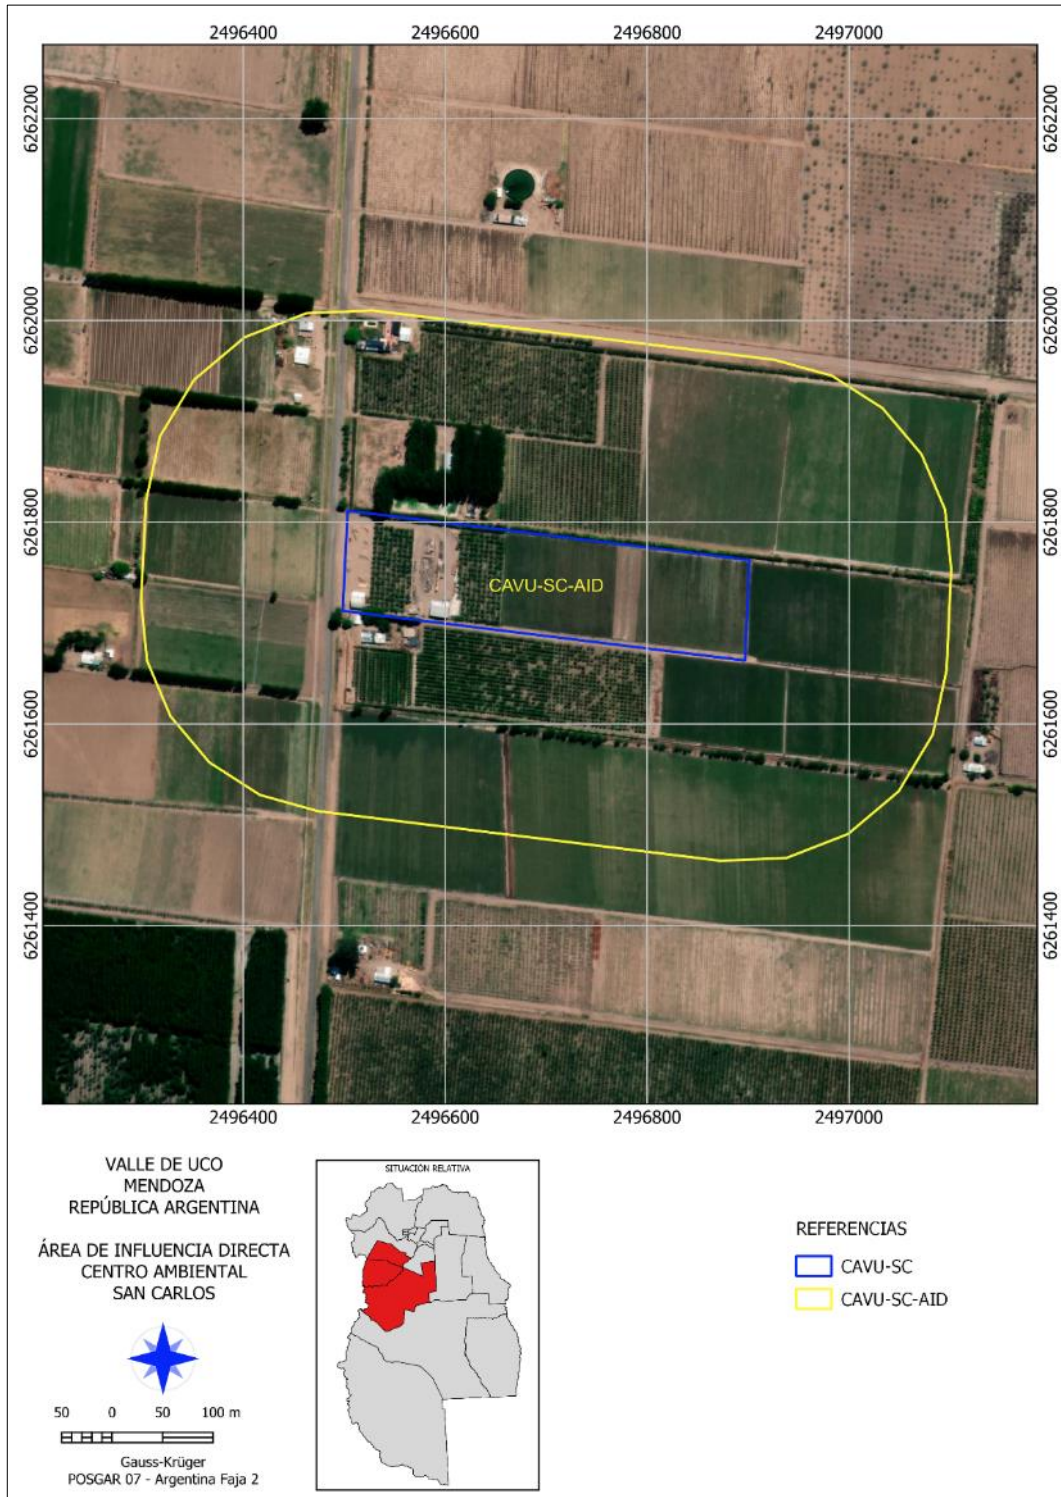 2496400 2496600 2496800 2497000
6262200 6262200
6262000 6262000
6261800 6261800
CAVU-SC-AID
6261600 6261600
6261400 6261400
2496400 2496600 2496800 2497000
VALLE DE UCO
MENDOZA
REPÚBLICA ARGENTINA
ÁREA DE INFLUENCIA DIRECTA
CENTRO AMBIENTAL
SAN CARLOS
50 0 50 100 m
Gauss-Krüger
POSGAR 07 - Argentina Faja 2
SITUACIÓN RELATIVA
REFERENCIAS
CAVU-SC
CAVU-SC-AID